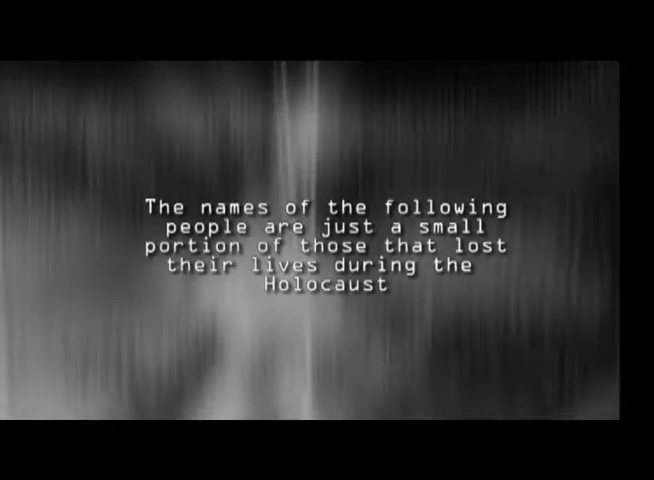 The names of the following
people are just a small
portion of those that lost
their lives during the
Holocaust